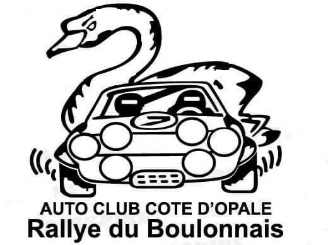 AUTO CLUB COTE D'OPALE
Rallye du Boulonnais